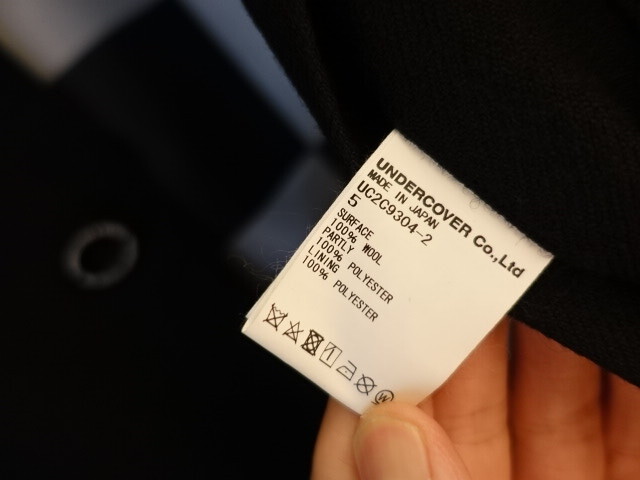 UNDERCOVER Co.,Ltd
MADE IN JAPAN
UC2C9304-2
5
SURFACE
100% WOOL
PARTLY
100% POLYESTER
LINING
100% POLYESTER
W